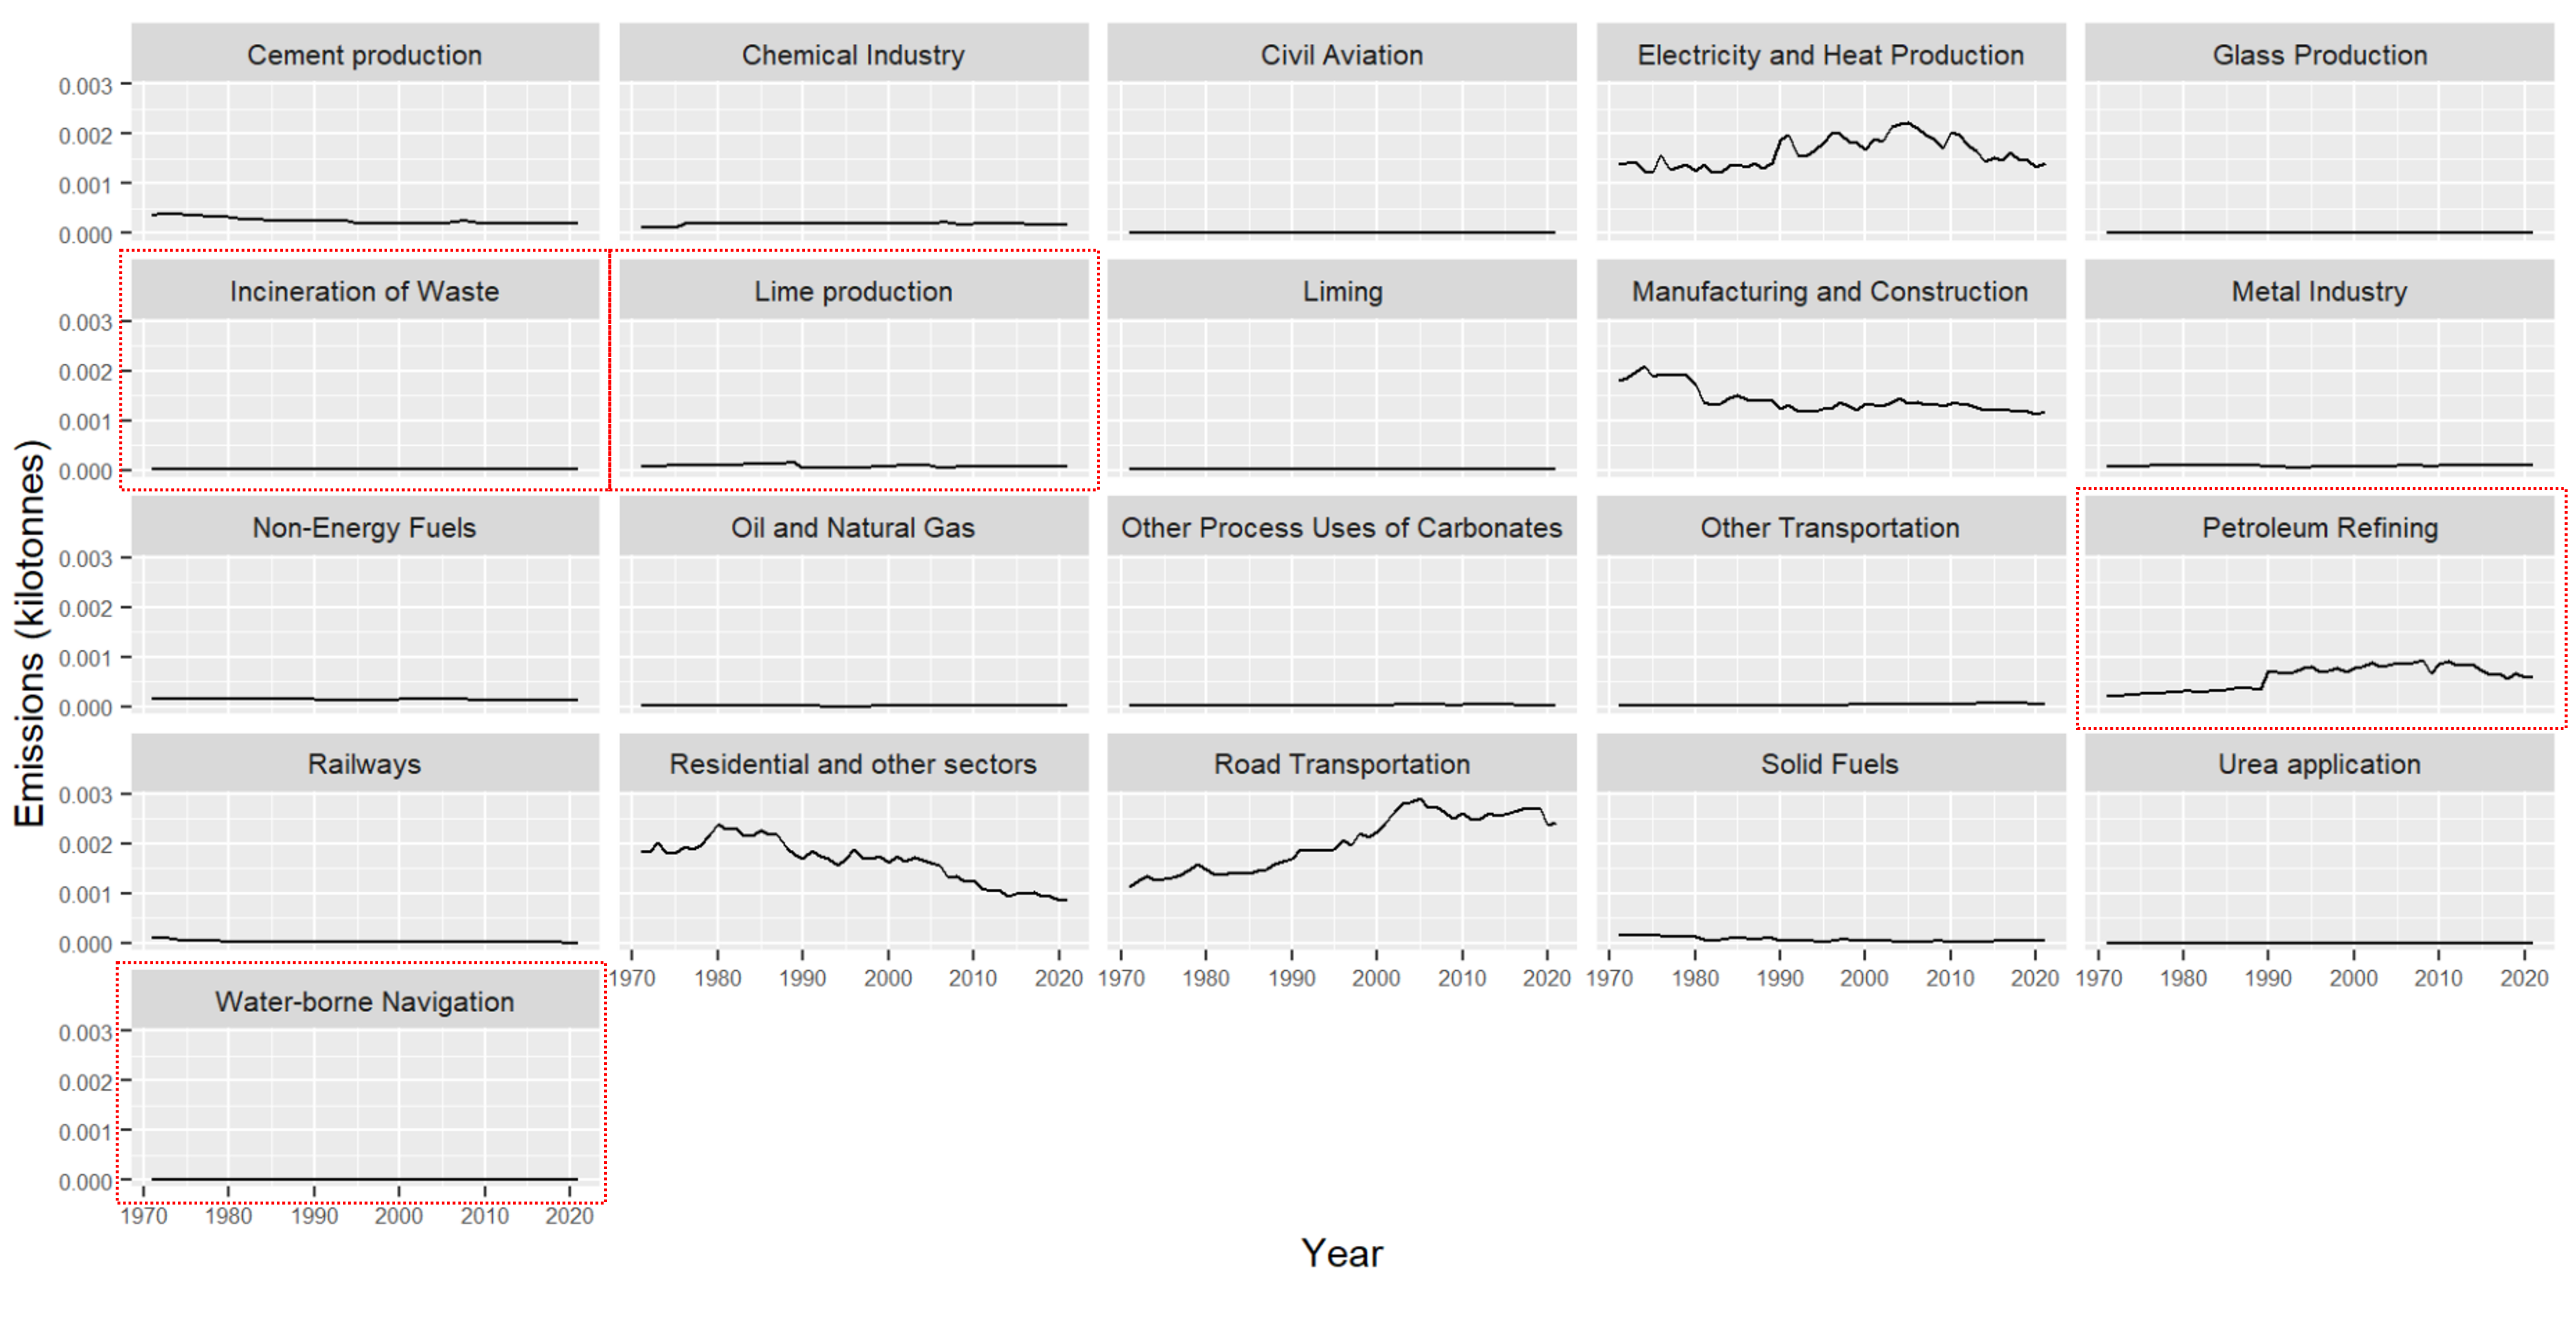 Cement production
Chemical Industry
Civil Aviation
Electricity and Heat Production
Glass Production
0.003
0.002
0.001
0.000
Incineration of Waste
Lime production
Liming
Manufacturing and Construction
Metal Industry
0.003
0.002
0.001
0.000
Non-Energy Fuels
Oil and Natural Gas
Other Process Uses of Carbonates
Other Transportation
Petroleum Refining
0.003
0.002
0.001
0.000
Railways
Residential and other sectors
Road Transportation
Solid Fuels
Urea application
0.003
0.002
0.001
0.000
1970 1980 1990 2000 2010 2020
1970 1980 1990 2000 2010 2020
1970 1980 1990 2000 2010 2020
1970 1980 1990 2000 2010 2020
Water-borne Navigation
0.003
0.002
0.001
0.000
1970 1980 1990 2000 2010 2020
Emissions (kilotonnes)
Year